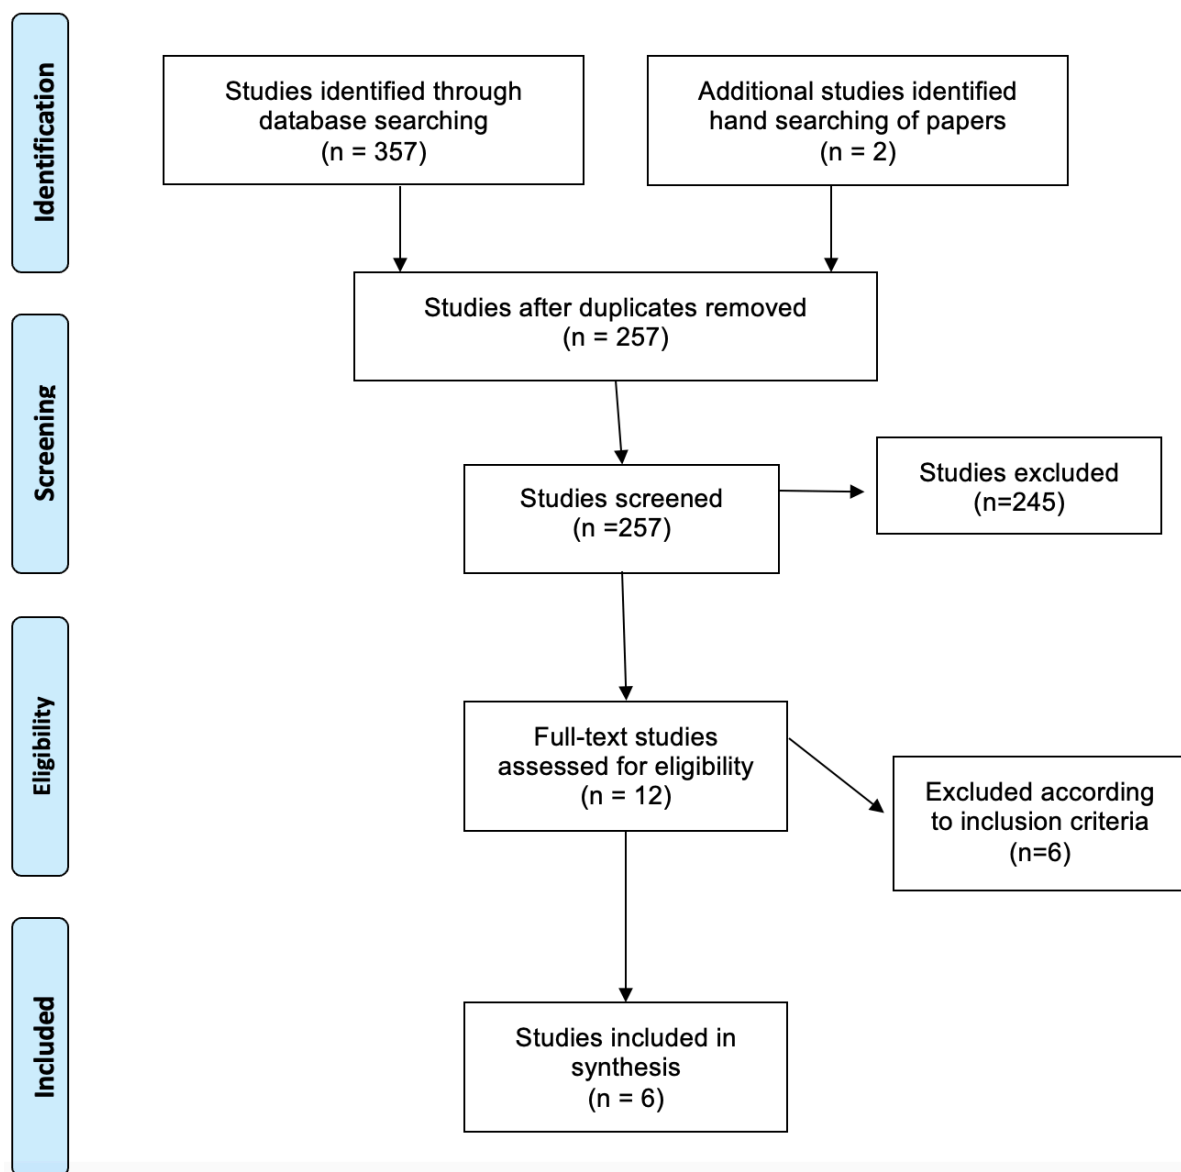 Identification
Studies identified through
database searching
(n = 357)
Additional studies identified
hand searching of papers
(n = 2)
Studies after duplicates removed
(n = 257)
Screening
Studies screened
(n =257)
Studies excluded
(n=245)
Eligibility
Full-text studies
assessed for eligibility
(n = 12)
Excluded according
to inclusion criteria
(n=6)
Included
Studies included in
synthesis
(n = 6)